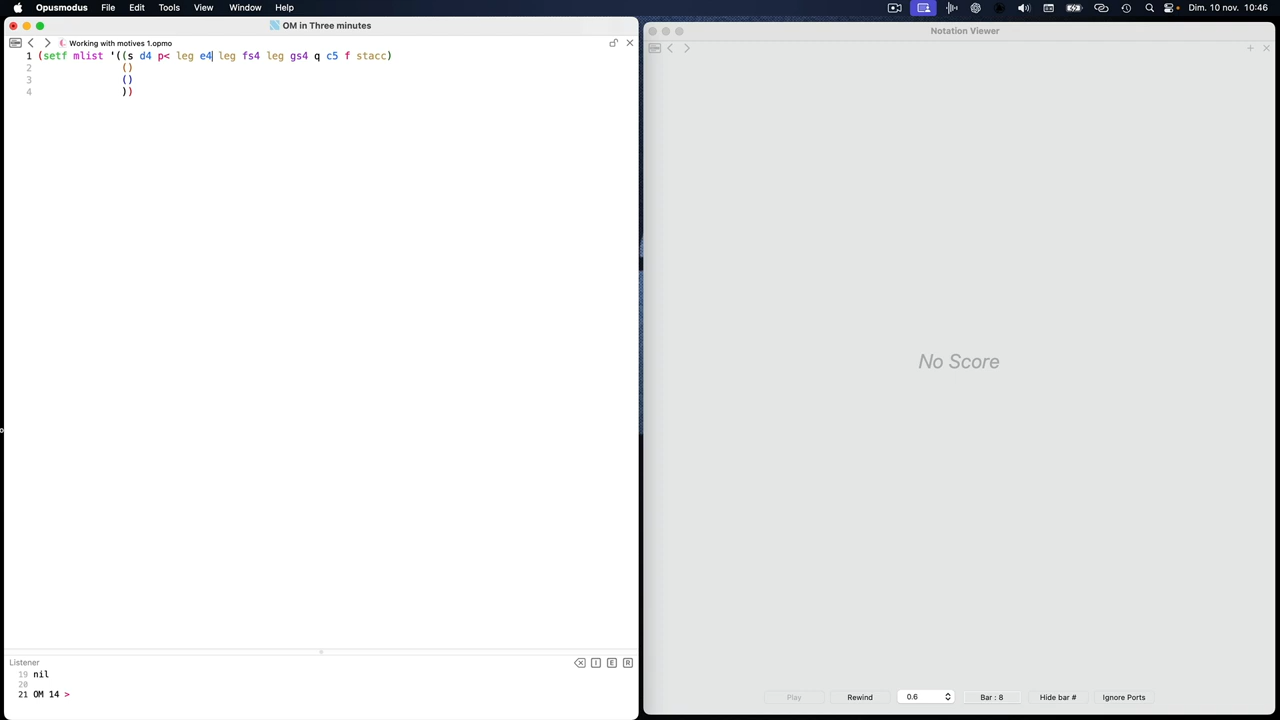 Opusmodus File Edit Tools View Window Help Dim. 10 nov. 10:46
OM in Three minutes
Working with motives 1.opmo
1 (setf mlist '((s d4 p< leg e4 leg fs4 leg gs4 q c5 f stacc)
2 ()
3 ()
4 ))
Listener
I E R
19 nil
20
21 OM 14 >
Notation Viewer
No Score
Play Rewind 0.6 Bar : 8 Hide bar # Ignore Ports